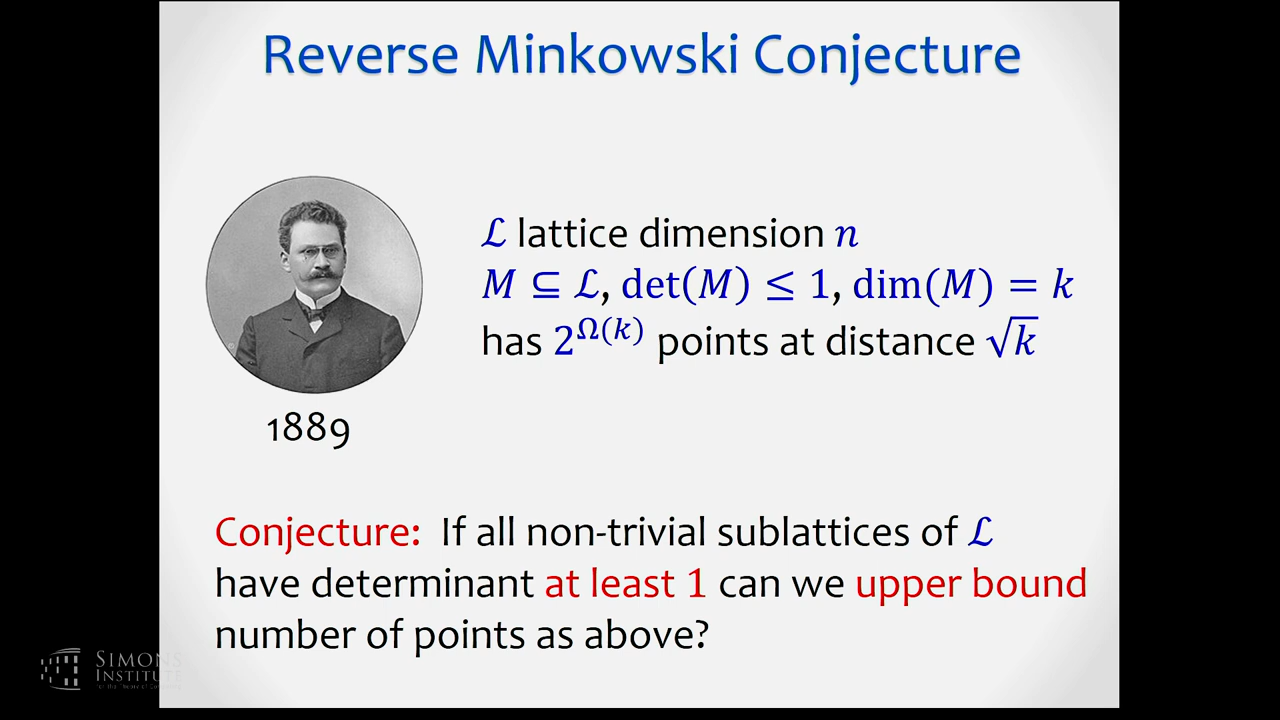 Reverse Minkowski Conjecture
ℒ lattice dimension n
M ⊆ ℒ, det(M) ≤ 1, dim(M) = k
has 2^Ω(k) points at distance √k
1889
Conjecture: If all non-trivial sublattices of ℒ
have determinant at least 1 can we upper bound
number of points as above?
SIMONS
INSTITUTE